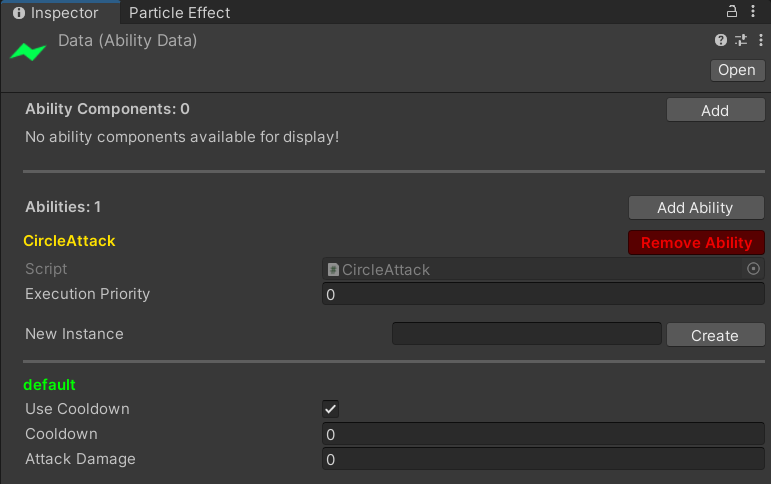 Inspector Particle Effect
Data (Ability Data)
Open
Ability Components: 0 Add
No ability components available for display!
Abilities: 1 Add Ability
CircleAttack Remove Ability
Script # CircleAttack
Execution Priority 0
New Instance Create
default
Use Cooldown
Cooldown 0
Attack Damage 0